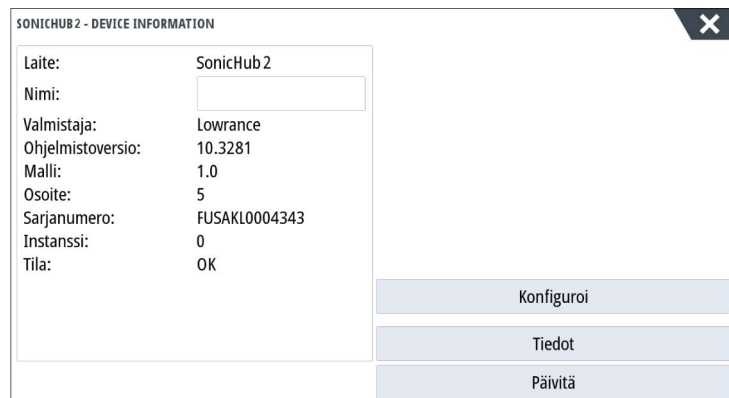 SONICHUB2 - DEVICE INFORMATION
Laite: SonicHub 2
Nimi:
Valmistaja: Lowrance
Ohjelmistoversio: 10.3281
Malli: 1.0
Osoite: 5
Sarjanumero: FUSAKL0004343
Instanssi: 0
Tila: OK
Konfiguroi
Tiedot
Päivitä